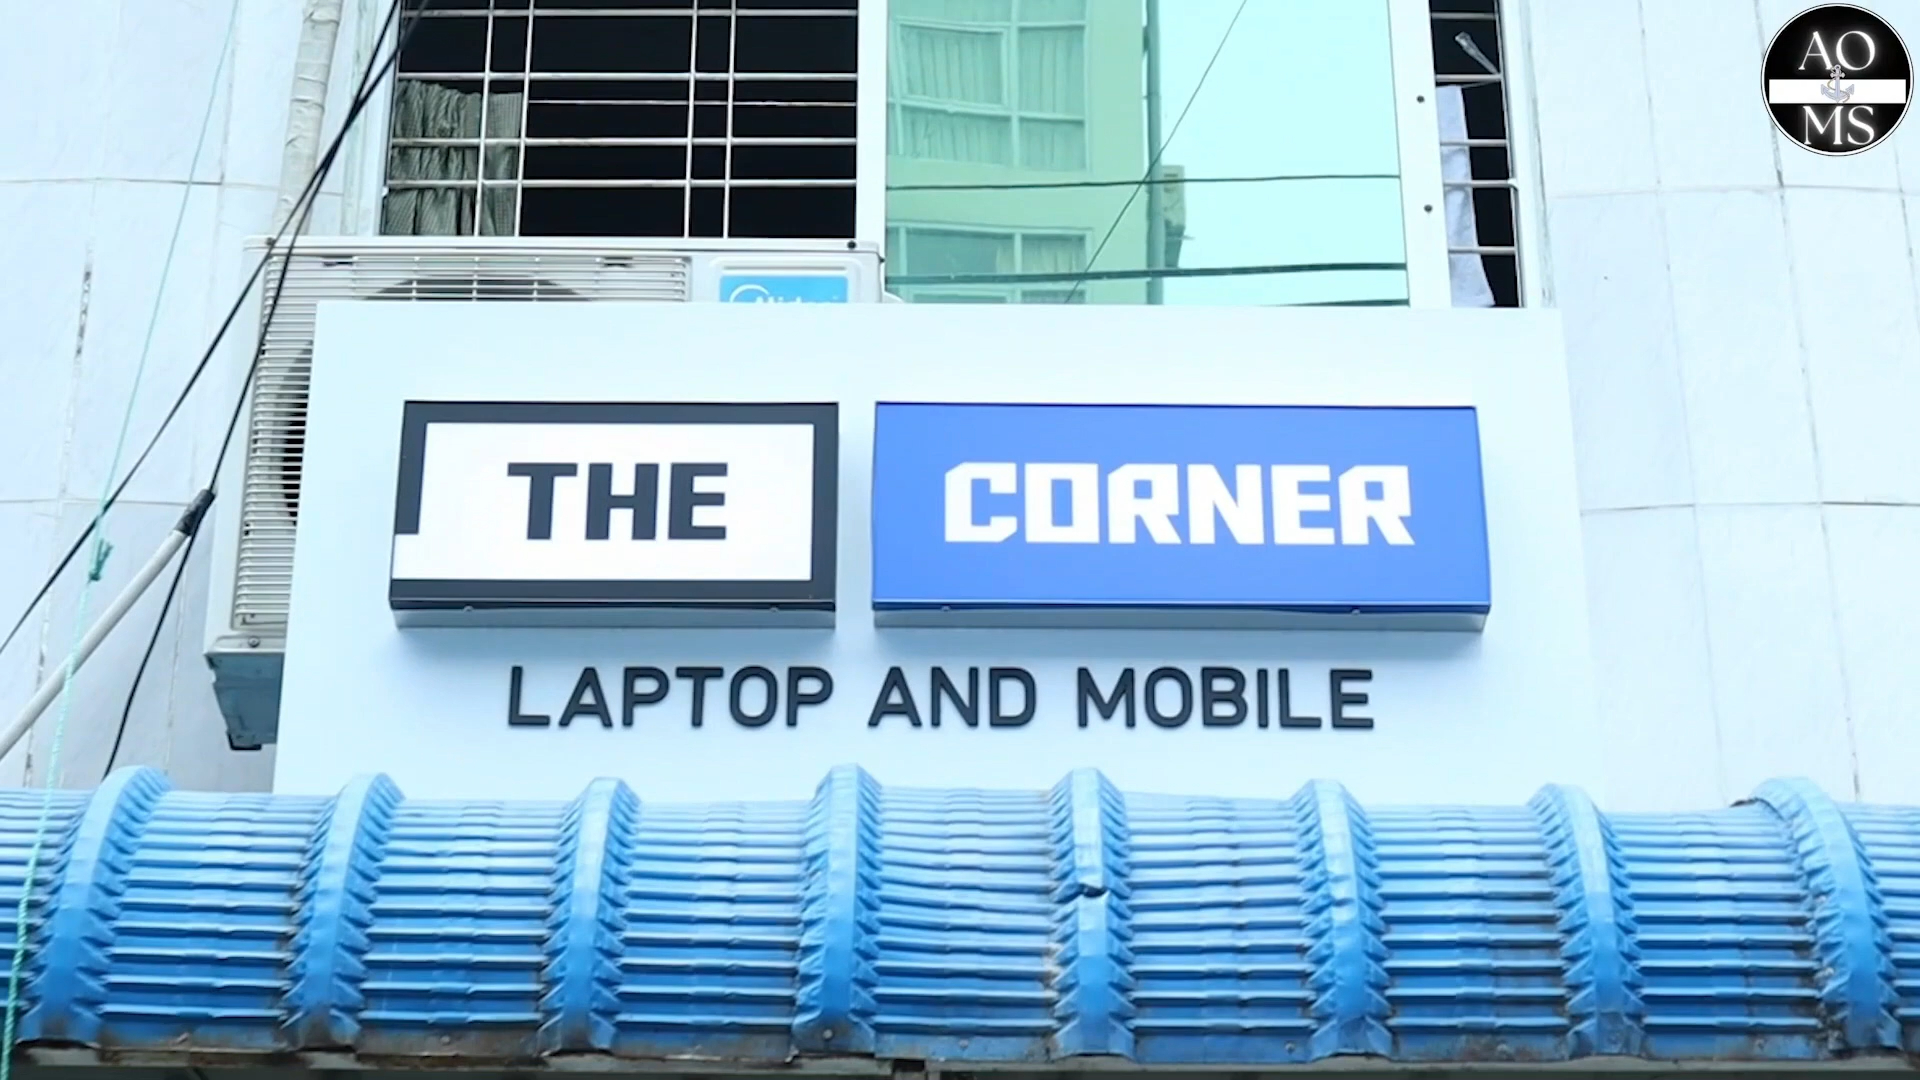 AO
MS
THE CORNER
LAPTOP AND MOBILE